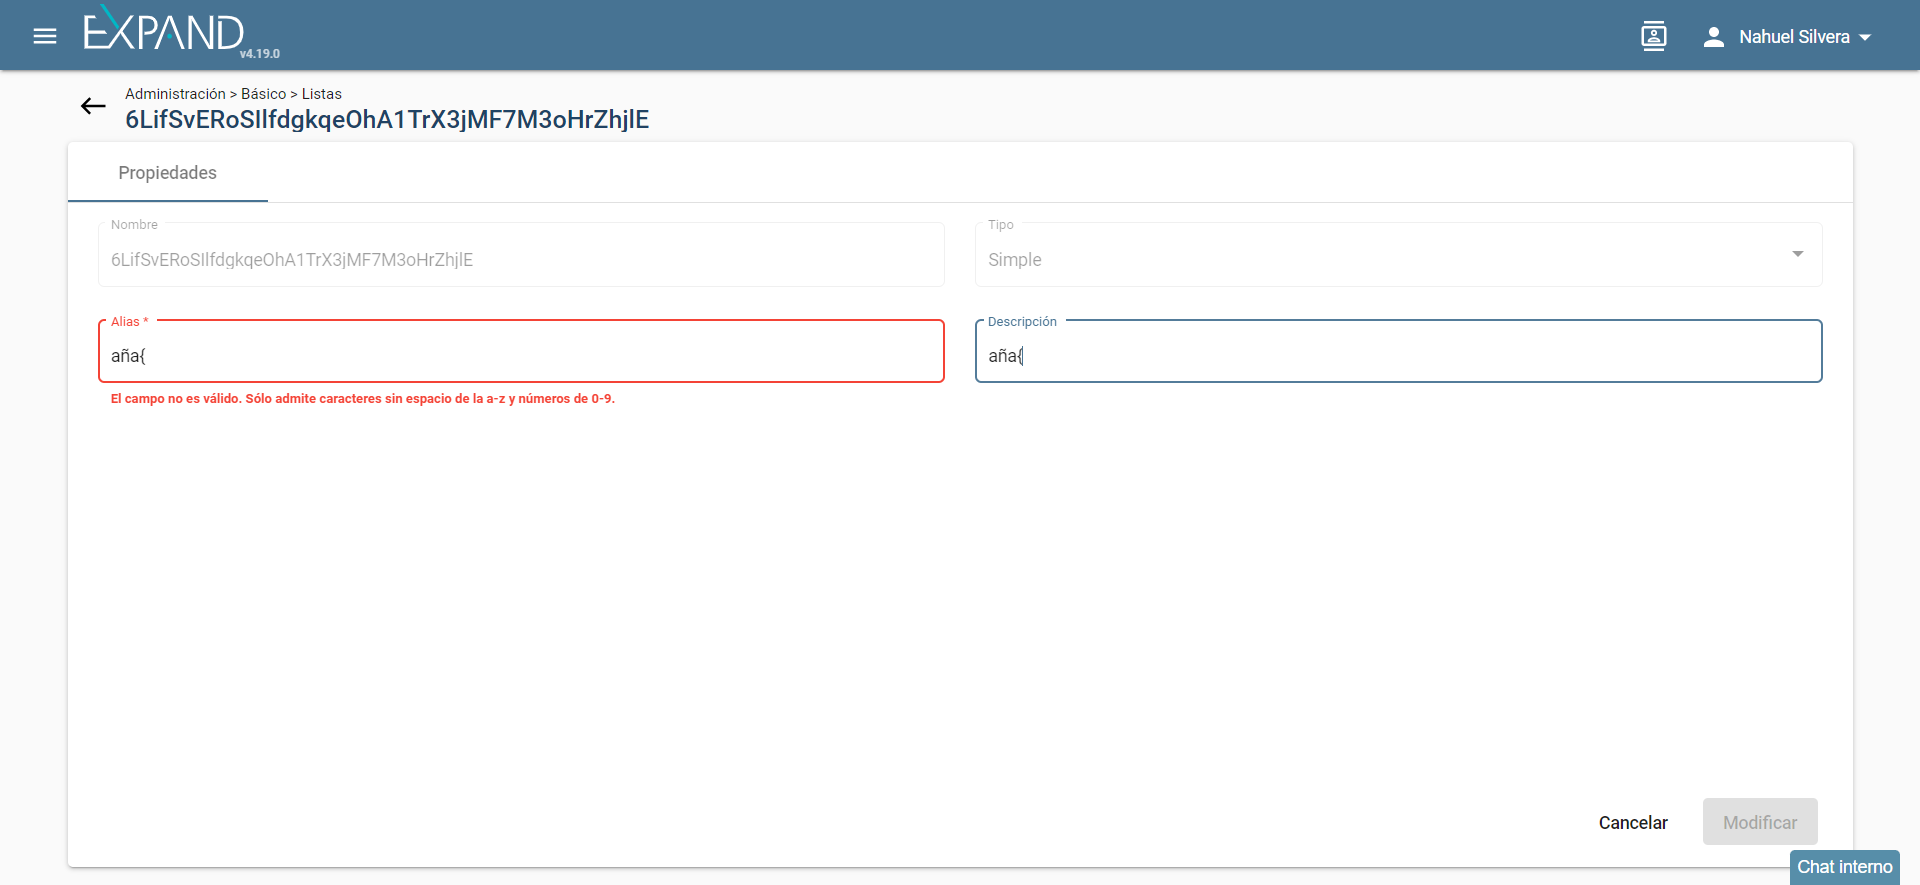 EXPAND
v4.19.0
Nahuel Silvera
Administración > Básico > Listas
6LifSvERoSIlfdgkqeOhA1TrX3jMF7M3oHrZhjlE
Propiedades
Nombre
6LifSvERoSIlfdgkqeOhA1TrX3jMF7M3oHrZhjlE
Tipo
Simple
Alias *
aña{
El campo no es válido. Sólo admite caracteres sin espacio de la a-z y números de 0-9.
Descripción
aña{
Cancelar
Modificar
Chat interno